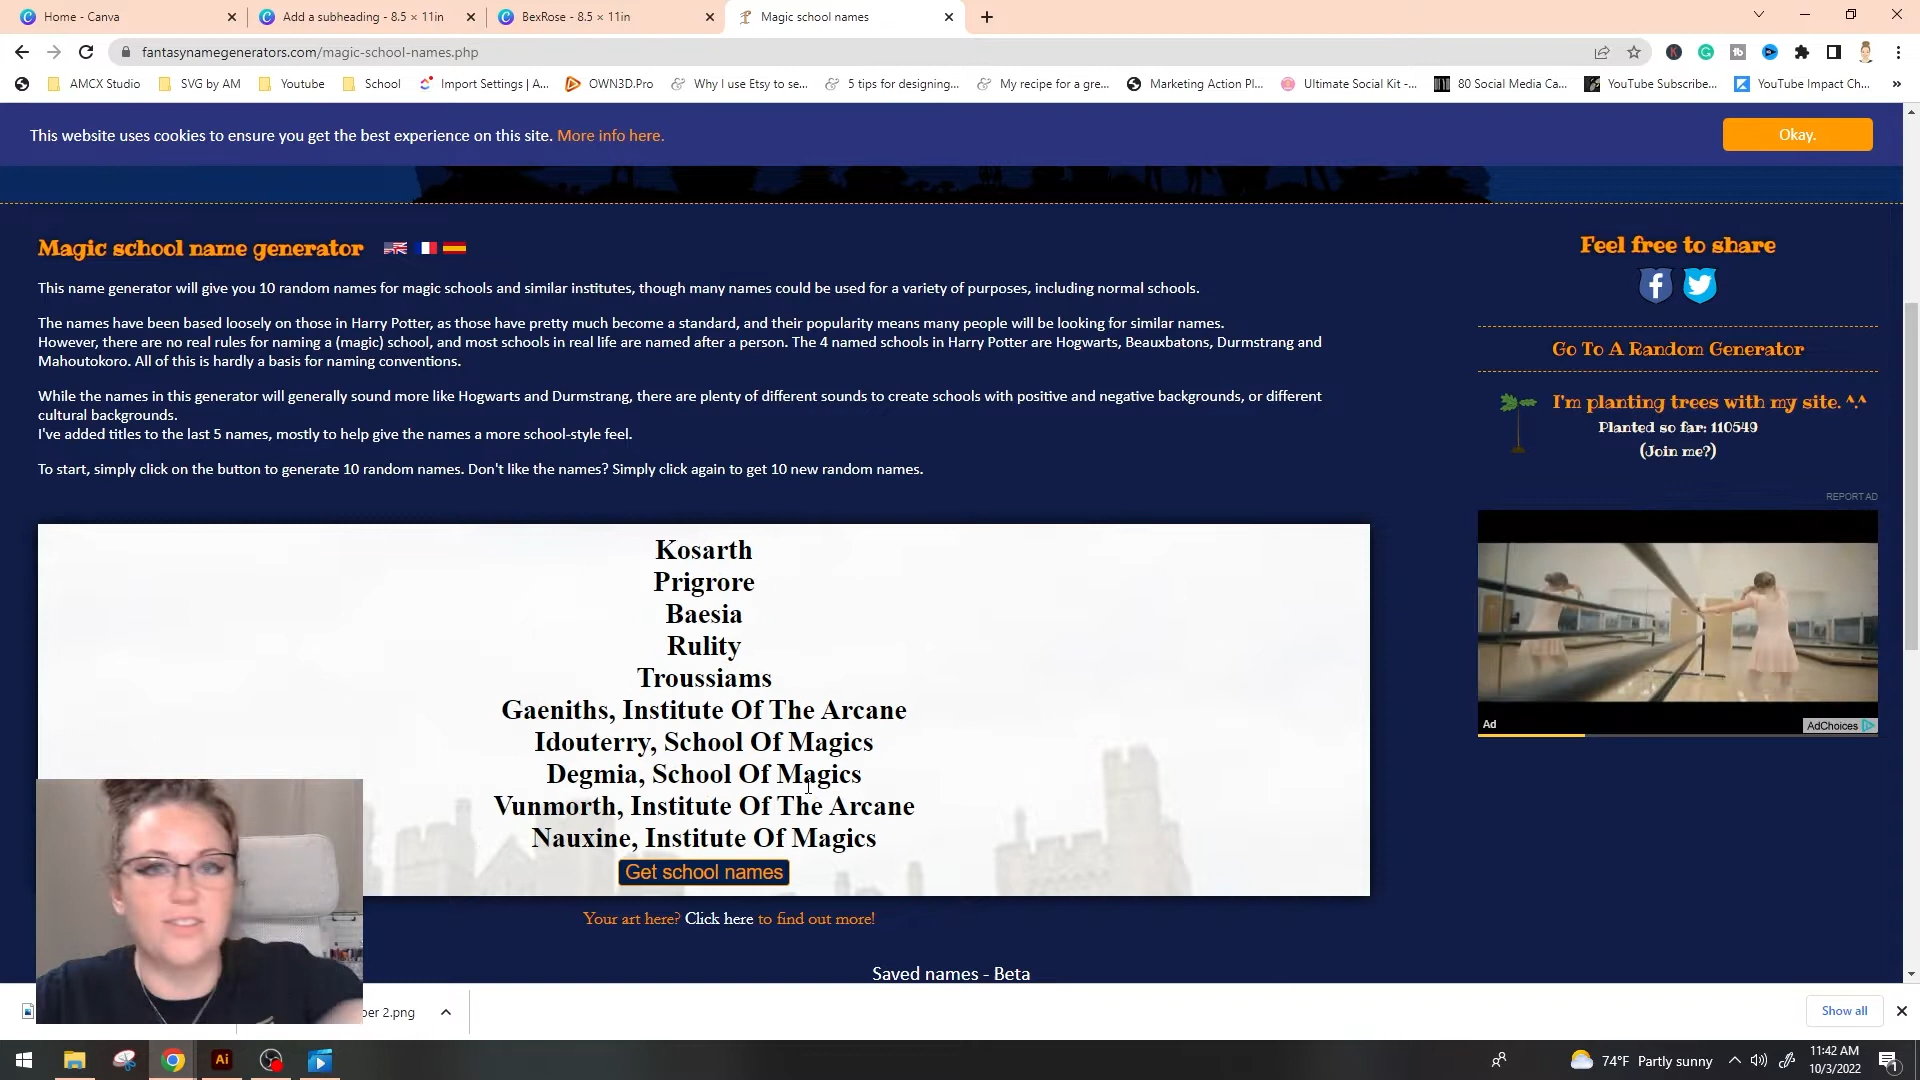 Home - Canva
Add a subheading - 8.5 × 11in
BexRose - 8.5 × 11in
Magic school names
fantasynamegenerators.com/magic-school-names.php
AMCX Studio
SVG by AM
Youtube
School
Import Settings | A...
OWN3D.Pro
Why I use Etsy to se...
5 tips for designing...
My recipe for a gre...
Marketing Action Pl...
Ultimate Social Kit -...
80 Social Media Ca...
YouTube Subscribe...
YouTube Impact Ch...
This website uses cookies to ensure you get the best experience on this site. More info here.
Okay.
Magic school name generator
This name generator will give you 10 random names for magic schools and similar institutes, though many names could be used for a variety of purposes, including normal schools.
The names have been based loosely on those in Harry Potter, as those have pretty much become a standard, and their popularity means many people will be looking for similar names.
However, there are no real rules for naming a (magic) school, and most schools in real life are named after a person. The 4 named schools in Harry Potter are Hogwarts, Beauxbatons, Durmstrang and
Mahoutokoro. All of this is hardly a basis for naming conventions.
While the names in this generator will generally sound more like Hogwarts and Durmstrang, there are plenty of different sounds to create schools with positive and negative backgrounds, or different
cultural backgrounds.
I've added titles to the last 5 names, mostly to help give the names a more school-style feel.
To start, simply click on the button to generate 10 random names. Don't like the names? Simply click again to get 10 new random names.
Kosarth
Prigrore
Baesia
Rulity
Troussiams
Gaeniths, Institute Of The Arcane
Idouterry, School Of Magics
Degmia, School Of Magics
Vunmorth, Institute Of The Arcane
Nauxine, Institute Of Magics
Get school names
Your art here? Click here to find out more!
Saved names - Beta
Feel free to share
Go To A Random Generator
I'm planting trees with my site. ^.^
Planted so far: 110549
(Join me?)
REPORT AD
Ad
AdChoices
per 2.png
Show all
Ai
74°F Partly sunny
11:42 AM
10/3/2022
1